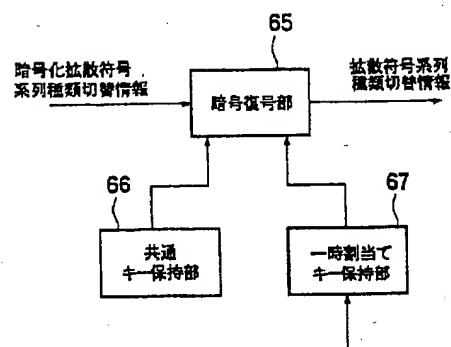 65
暗号化拡散符号
系列種類切替情報
拡散符号系列
種類切替情報
暗号復号部
66
67
共通
キー保持部
一時割当て
キー保持部